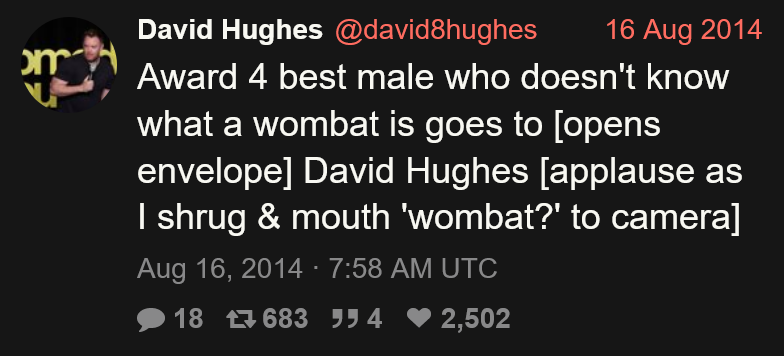 David Hughes @david8hughes 16 Aug 2014
Award 4 best male who doesn't know
what a wombat is goes to [opens
envelope] David Hughes [applause as
I shrug & mouth 'wombat?' to camera]
Aug 16, 2014 · 7:58 AM UTC
18 683 4 2,502